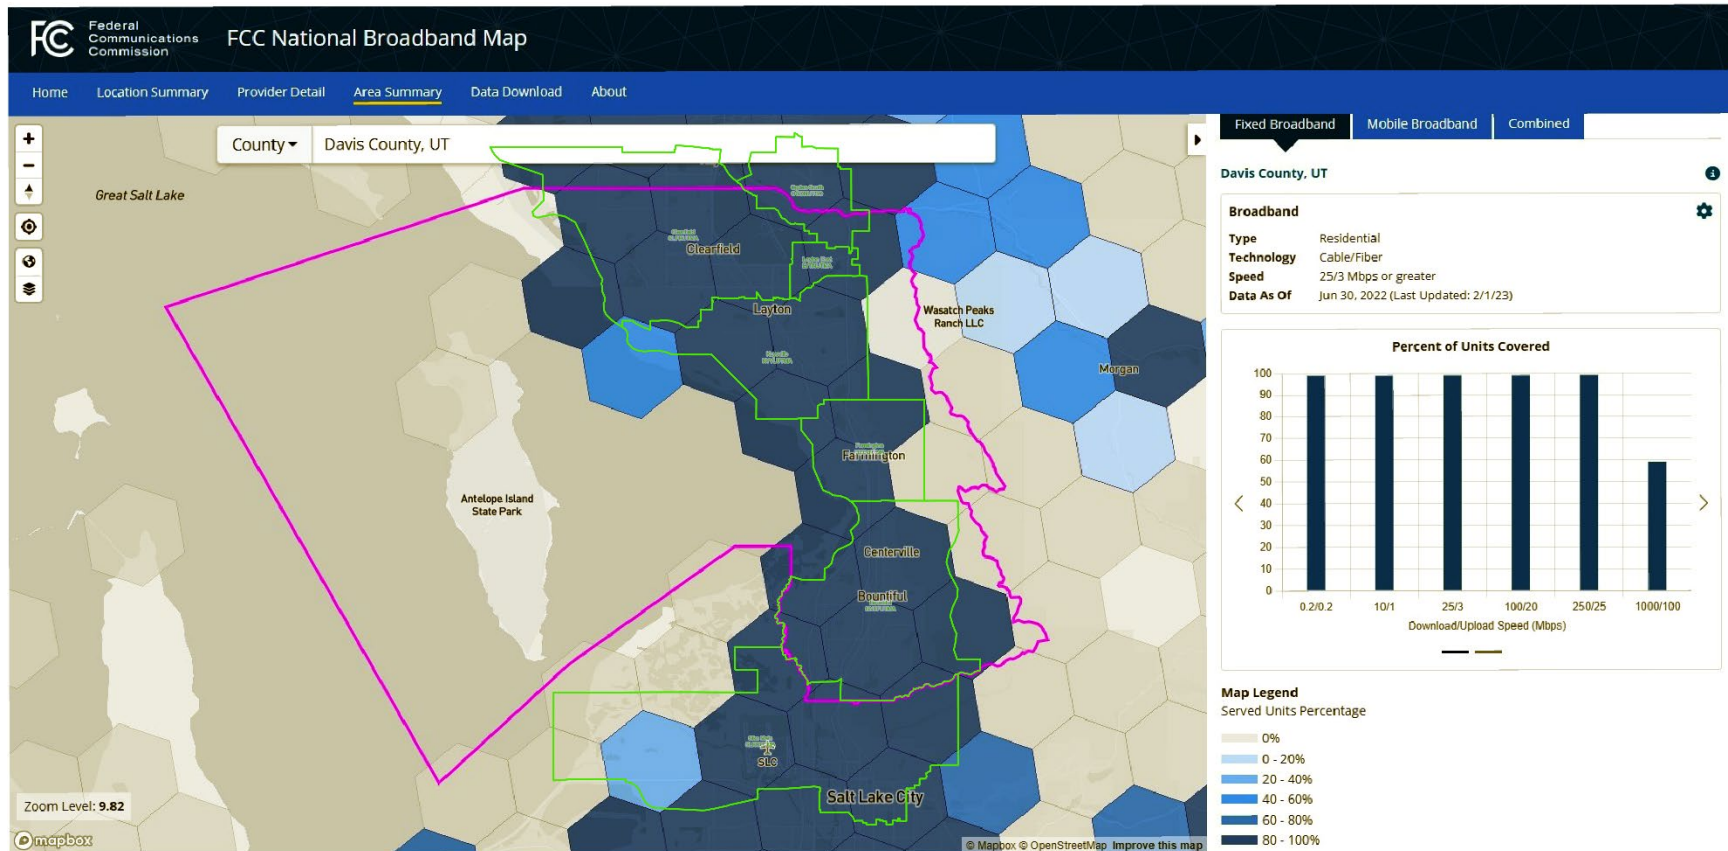 FCC
Federal
Communications
Commission
FCC National Broadband Map
Home Location Summary Provider Detail Area Summary Data Download About
County Davis County, UT
Great Salt Lake
Clearfield
Layton
Wasatch Peaks
Ranch LLC
Morgan
Farmington
Antelope Island
State Park
Centerville
Bountiful
SLC
Salt Lake City
Zoom Level: 9.82
mapbox
© Mapbox © OpenStreetMap Improve this map
Fixed Broadband Mobile Broadband Combined
Davis County, UT
Broadband
Type Residential
Technology Cable/Fiber
Speed 25/3 Mbps or greater
Data As Of Jun 30, 2022 (Last Updated: 2/1/23)
Percent of Units Covered
100
90
80
70
60
50
40
30
20
10
0
0.2/0.2 10/1 25/3 100/20 250/25 1000/100
Download/Upload Speed (Mbps)
Map Legend
Served Units Percentage
0%
0 - 20%
20 - 40%
40 - 60%
60 - 80%
80 - 100%